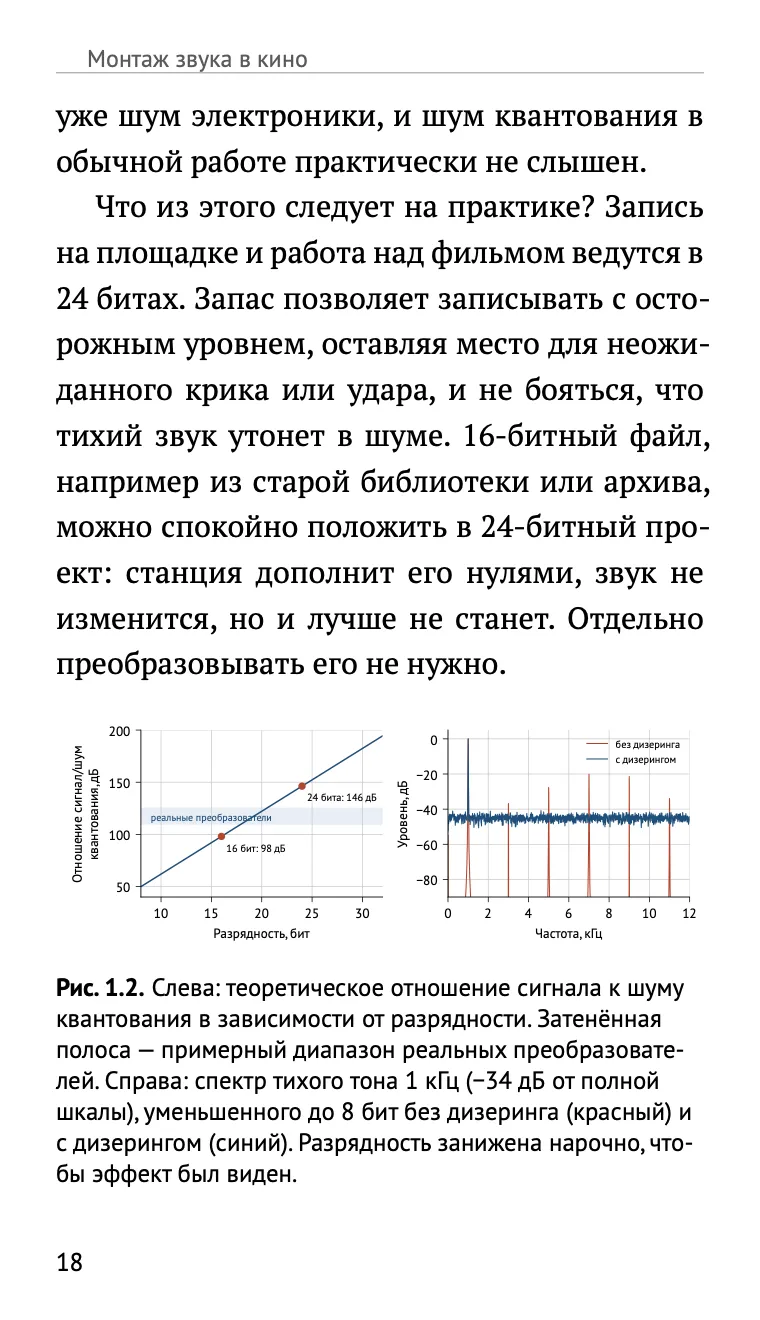 Монтаж звука в кино
уже шум электроники, и шум квантования в
обычной работе практически не слышен.
Что из этого следует на практике? Запись
на площадке и работа над фильмом ведутся в
24 битах. Запас позволяет записывать с осто-
рожным уровнем, оставляя место для неожи-
данного крика или удара, и не бояться, что
тихий звук утонет в шуме. 16-битный файл,
например из старой библиотеки или архива,
можно спокойно положить в 24-битный про-
ект: станция дополнит его нулями, звук не
изменится, но и лучше не станет. Отдельно
преобразовывать его не нужно.
Отношение сигнал/шум
квантования, дБ
200
150
100
50
24 бита: 146 дБ
реальные преобразователи
16 бит: 98 дБ
10 15 20 25 30
Разрядность, бит
Уровень, дБ
0
−20
−40
−60
−80
без дизеринга
с дизерингом
0 2 4 6 8 10 12
Частота, кГц
Рис. 1.2. Слева: теоретическое отношение сигнала к шуму
квантования в зависимости от разрядности. Затенённая
полоса — примерный диапазон реальных преобразовате-
лей. Справа: спектр тихого тона 1 кГц (−34 дБ от полной
шкалы), уменьшенного до 8 бит без дизеринга (красный) и
с дизерингом (синий). Разрядность занижена нарочно, что-
бы эффект был виден.
18